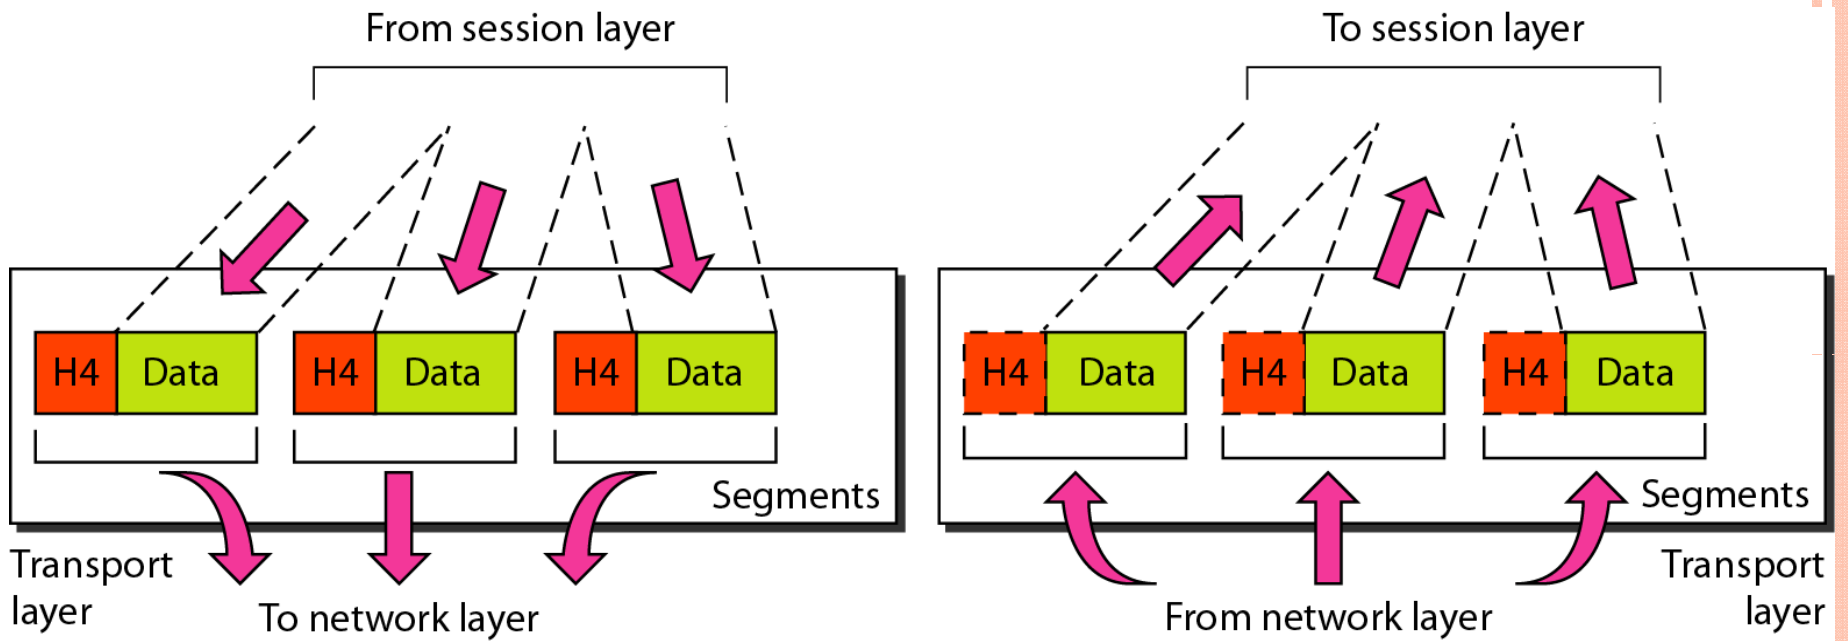 From session layer
H4 Data H4 Data H4 Data
Segments
Transport
layer
To network layer
To session layer
H4 Data H4 Data H4 Data
Segments
Transport
layer
From network layer